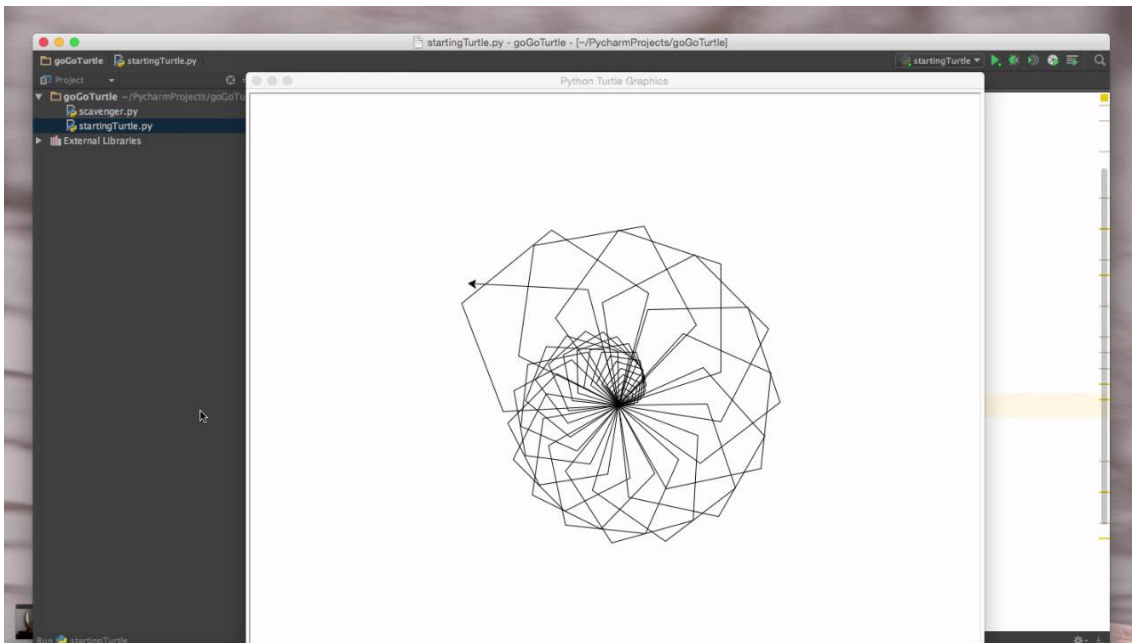 startingTurtle.py - goGoTurtle - [~/PycharmProjects/goGoTurtle]
goGoTurtle startingTurtle.py startingTurtle
Project
Python Turtle Graphics
goGoTurtle ~/PycharmProjects/goGoTu
scavenger.py
startingTurtle.py
External Libraries
Run startingTurtle